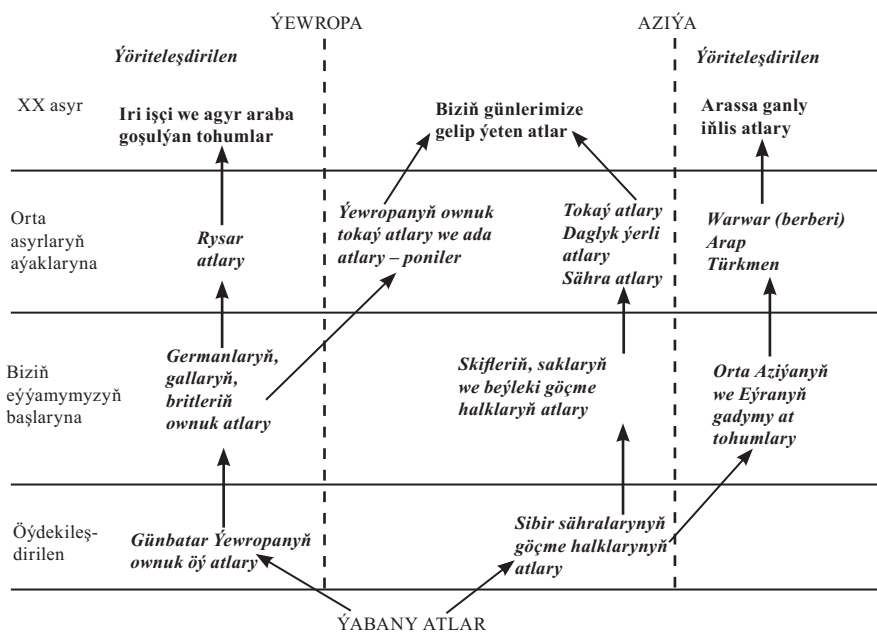 ÝEWROPA
AZIÝA
Ýöriteleşdirilen
Ýöriteleşdirilen
XX asyr
Iri işçi we agyr araba
goşulýan tohumlar
Biziň günlerimize
gelip ýeten atlar
Arassa ganly
iňlis atlary
Orta
asyrlaryň
aýaklaryna
Rysar
atlary
Ýewropanyň ownuk
tokaý atlary we ada
atlary – poniler
Tokaý atlary
Daglyk ýerli
atlary
Sähra atlary
Warwar (berberi)
Arap
Türkmen
Biziň
eýýamymyzyň
başlaryna
Germanlaryň,
gallaryň,
britleriň
ownuk atlary
Skifleriň, saklaryň
we beýleki göçme
halklaryň atlary
Orta Aziýanyň
we Eýranyň
gadymy at
tohumlary
Öýdekileş-
dirilen
Günbatar Ýewropanyň
ownuk öý atlary
Sibir sähralarynyň
göçme halklarynyň
atlary
ÝABANY ATLAR